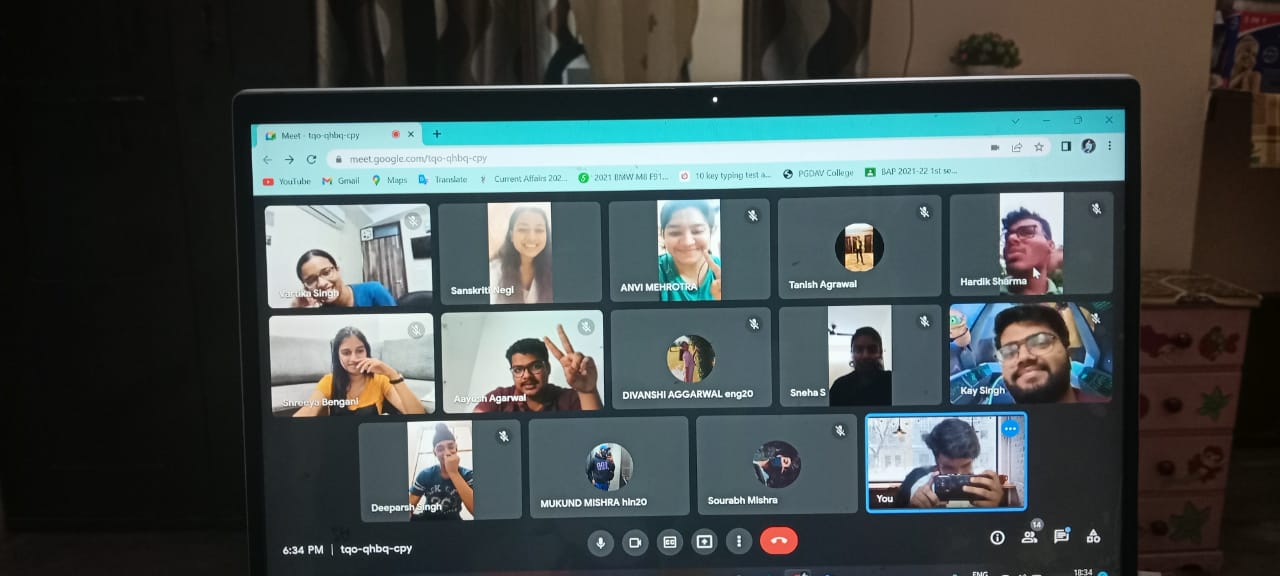 Meet - tqo-qhbq-cpy
meet.google.com/tqo-qhbq-cpy
YouTube Gmail Maps Translate Current Affairs 202... 2021 BMW M8 F91... 10 key typing test a... PGDAV College BAP 2021-22 1st se...
Vartika Singh
Sanskriti Negi
ANVI MEHROTRA
Tanish Agrawal
Hardik Sharma
Shreeya Bengani
Aayush Agarwal
DIVANSHI AGGARWAL eng20
Sneha S
Kay Singh
Deeparsh Singh
MUKUND MISHRA hin20
Sourabh Mishra
You
6:34 PM | tqo-qhbq-cpy
14
ENG
18:34